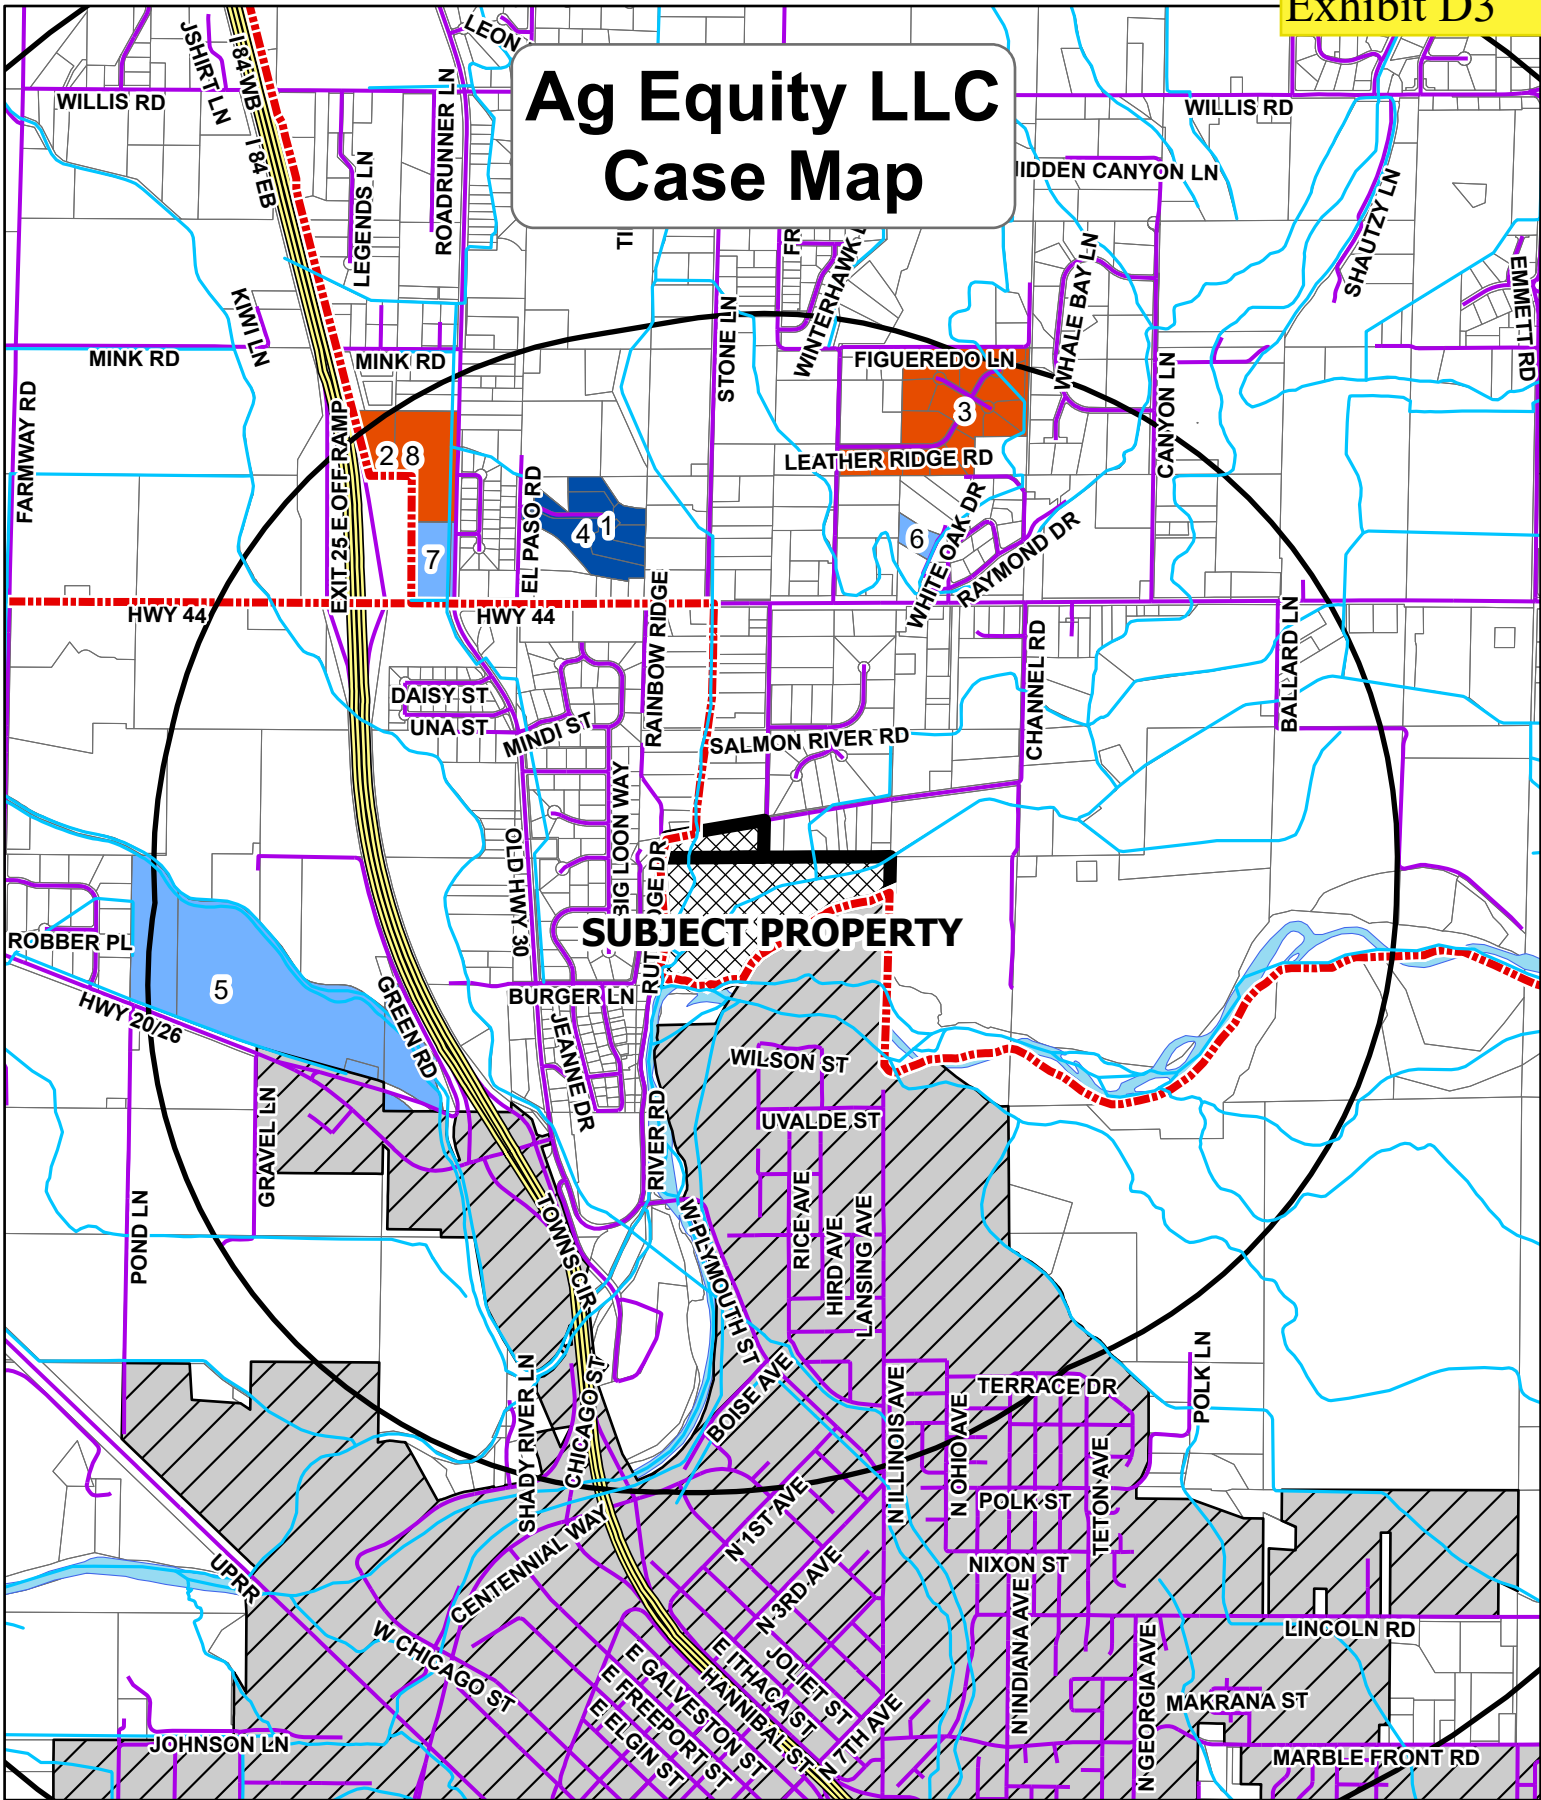 Exhibit D3
Ag Equity LLC
Case Map
LEON
JSHIRT LN
I 84 WB
I 84 EB
WILLIS RD
WILLIS RD
ROADRUNNER LN
LEGENDS LN
HIDDEN CANYON LN
SHAUTZY LN
EMMETT RD
WINTERHAWK
WHALE BAY LN
STONE LN
KIWI LN
MINK RD
MINK RD
FIGUEREDO LN
CANYON LN
FARMWAY RD
EXIT 25 E OFF RAMP
2 8
3
LEATHER RIDGE RD
EL PASO RD
4 1
6
7
WHITE OAK DR
RAYMOND DR
HWY 44
HWY 44
RAINBOW RIDGE
CHANNEL RD
BALLARD LN
DAISY ST
UNA ST
MINDI ST
SALMON RIVER RD
OLD HWY 30
BIG LOON WAY
SUBJECT PROPERTY
ROBBER PL
5
HWY 20/26
GREEN RD
BURGER LN
JEANNE DR
WILSON ST
UVALDE ST
RIVER RD
GRAVEL LN
POND LN
TOWNS CIR
W PLYMOUTH ST
RICE AVE
HIRD AVE
LANSING AVE
SHADY RIVER LN
CHICAGO ST
BOISE AVE
N ILLINOIS AVE
N OHIO AVE
TERRACE DR
POLK LN
TETON AVE
POLK ST
NIXON ST
N 1ST AVE
N 3RD AVE
CENTENNIAL WAY
UPRR
W CHICAGO ST
N INDIANA AVE
LINCOLN RD
N GEORGIA AVE
E GALVESTON ST
E FREEPORT ST
E ELGIN ST
E ITHACA ST
HANNIBAL ST
JOLIET ST
N 7TH AVE
MAKRANA ST
JOHNSON LN
MARBLE FRONT RD